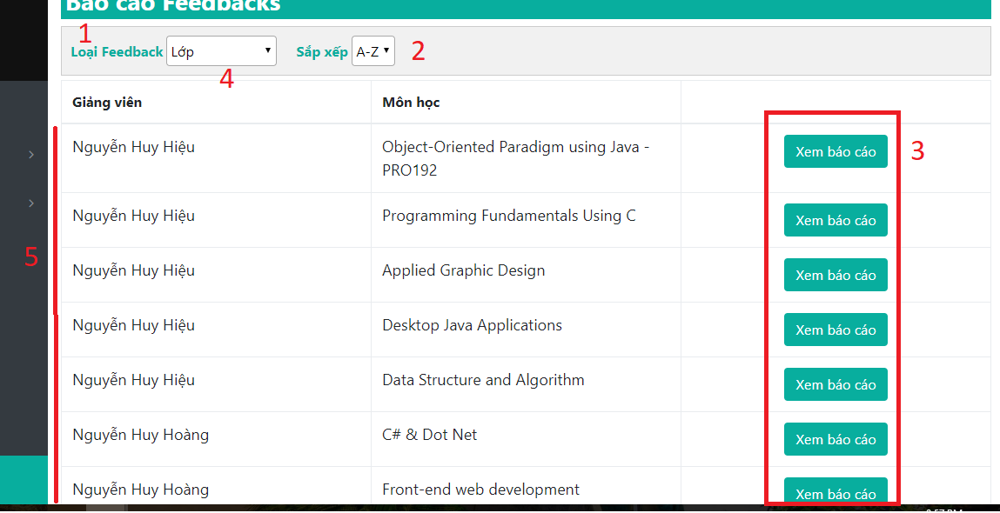 Báo cáo Feedbacks
1
Loại Feedback Lớp Sắp xếp A-Z 2
4
Giảng viên Môn học
Nguyễn Huy Hiệu Object-Oriented Paradigm using Java - Xem báo cáo 3
PRO192
Nguyễn Huy Hiệu Programming Fundamentals Using C Xem báo cáo
5
Nguyễn Huy Hiệu Applied Graphic Design Xem báo cáo
Nguyễn Huy Hiệu Desktop Java Applications Xem báo cáo
Nguyễn Huy Hiệu Data Structure and Algorithm Xem báo cáo
Nguyễn Huy Hoàng C# & Dot Net Xem báo cáo
Nguyễn Huy Hoàng Front-end web development Xem báo cáo